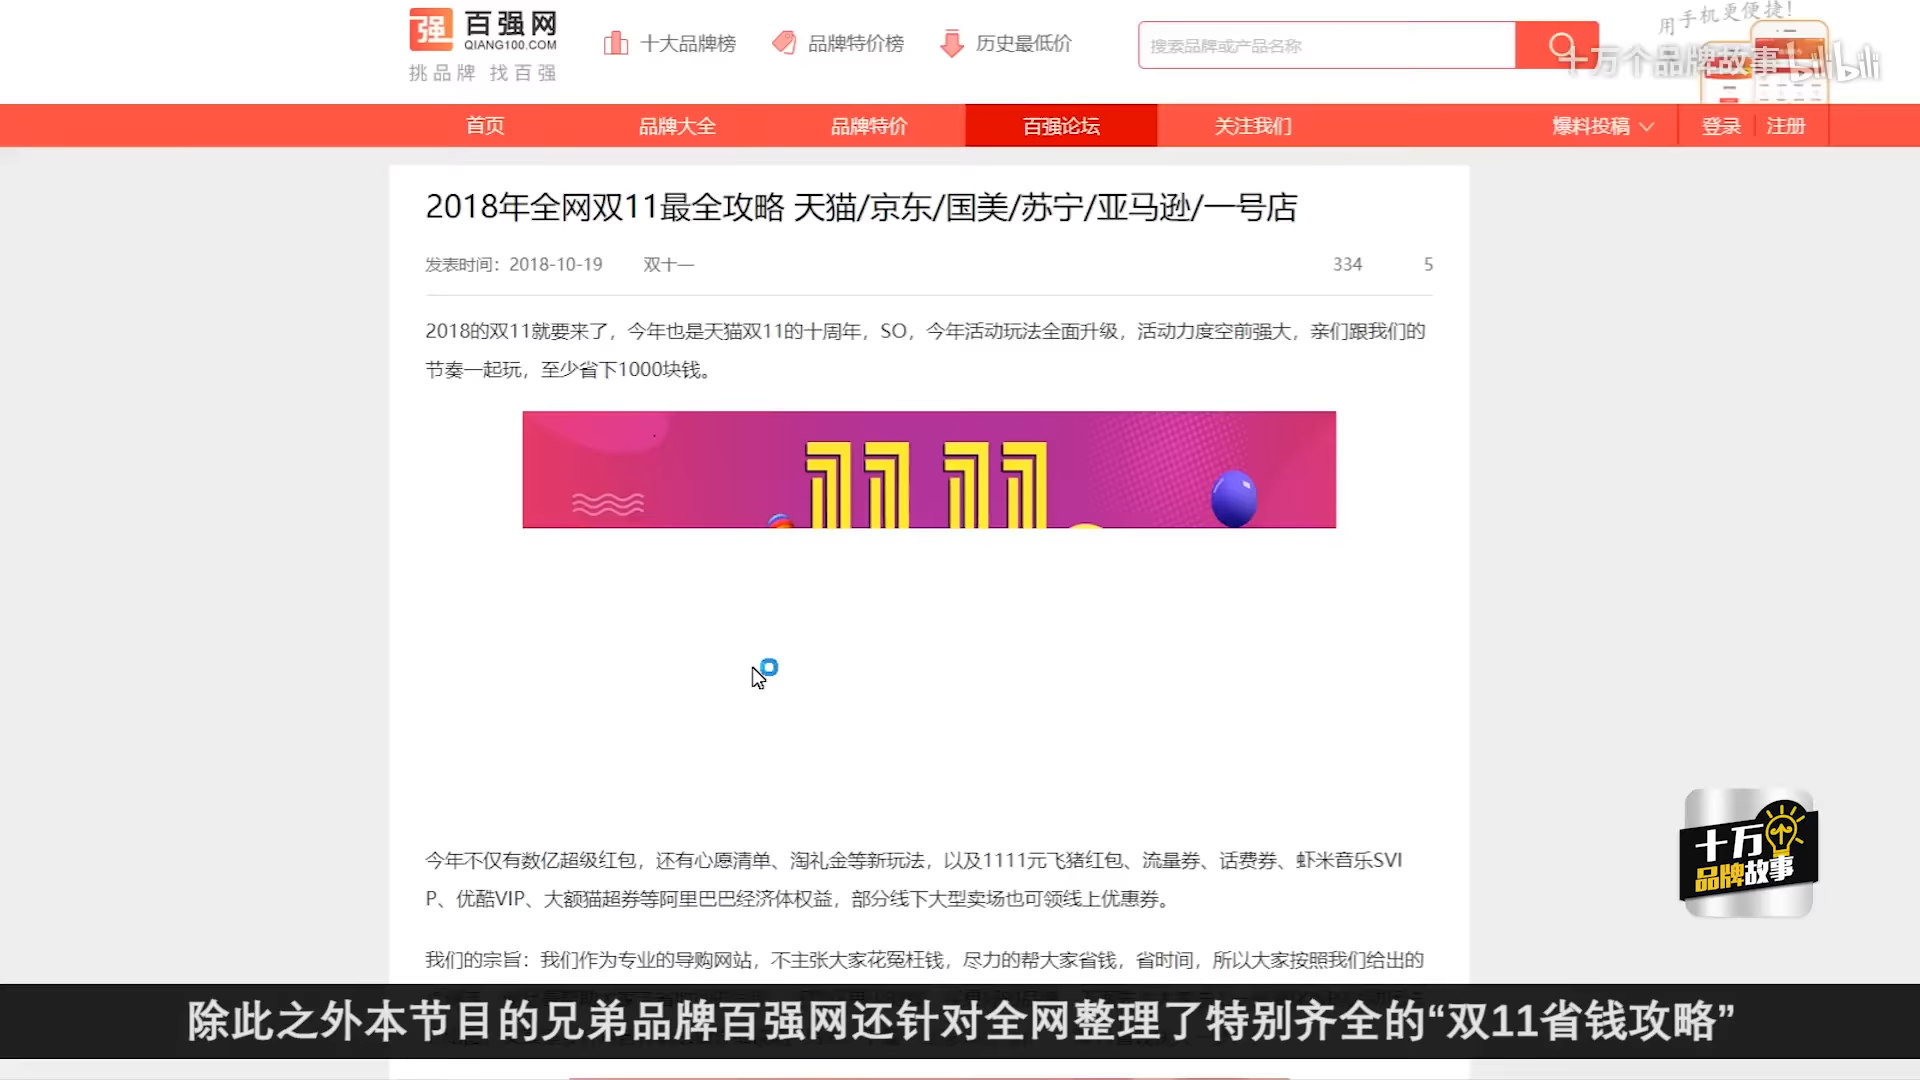 强 百强网
QIANG100.COM
挑品牌 找百强
十大品牌榜
品牌特价榜
历史最低价
搜索品牌或产品名称
用手机更便捷!
十万个品牌故事 bilibili
首页
品牌大全
品牌特价
百强论坛
关注我们
爆料投稿
登录
注册
2018年全网双11最全攻略 天猫/京东/国美/苏宁/亚马逊/一号店
发表时间：2018-10-19 双十一 334 5
2018的双11就要来了，今年也是天猫双11的十周年，SO，今年活动玩法全面升级，活动力度空前强大，亲们跟我们的
节奏一起玩，至少省下1000块钱。
11 11
今年不仅有数亿超级红包，还有心愿清单、淘礼金等新玩法，以及1111元飞猪红包、流量券、话费券、虾米音乐SVI
P、优酷VIP、大额猫超券等阿里巴巴经济体权益，部分线下大型卖场也可领线上优惠券。
十万
品牌故事
我们的宗旨：我们作为专业的导购网站，不主张大家花冤枉钱，尽力的帮大家省钱，省时间，所以大家按照我们给出的
除此之外本节目的兄弟品牌百强网还针对全网整理了特别齐全的“双11省钱攻略”